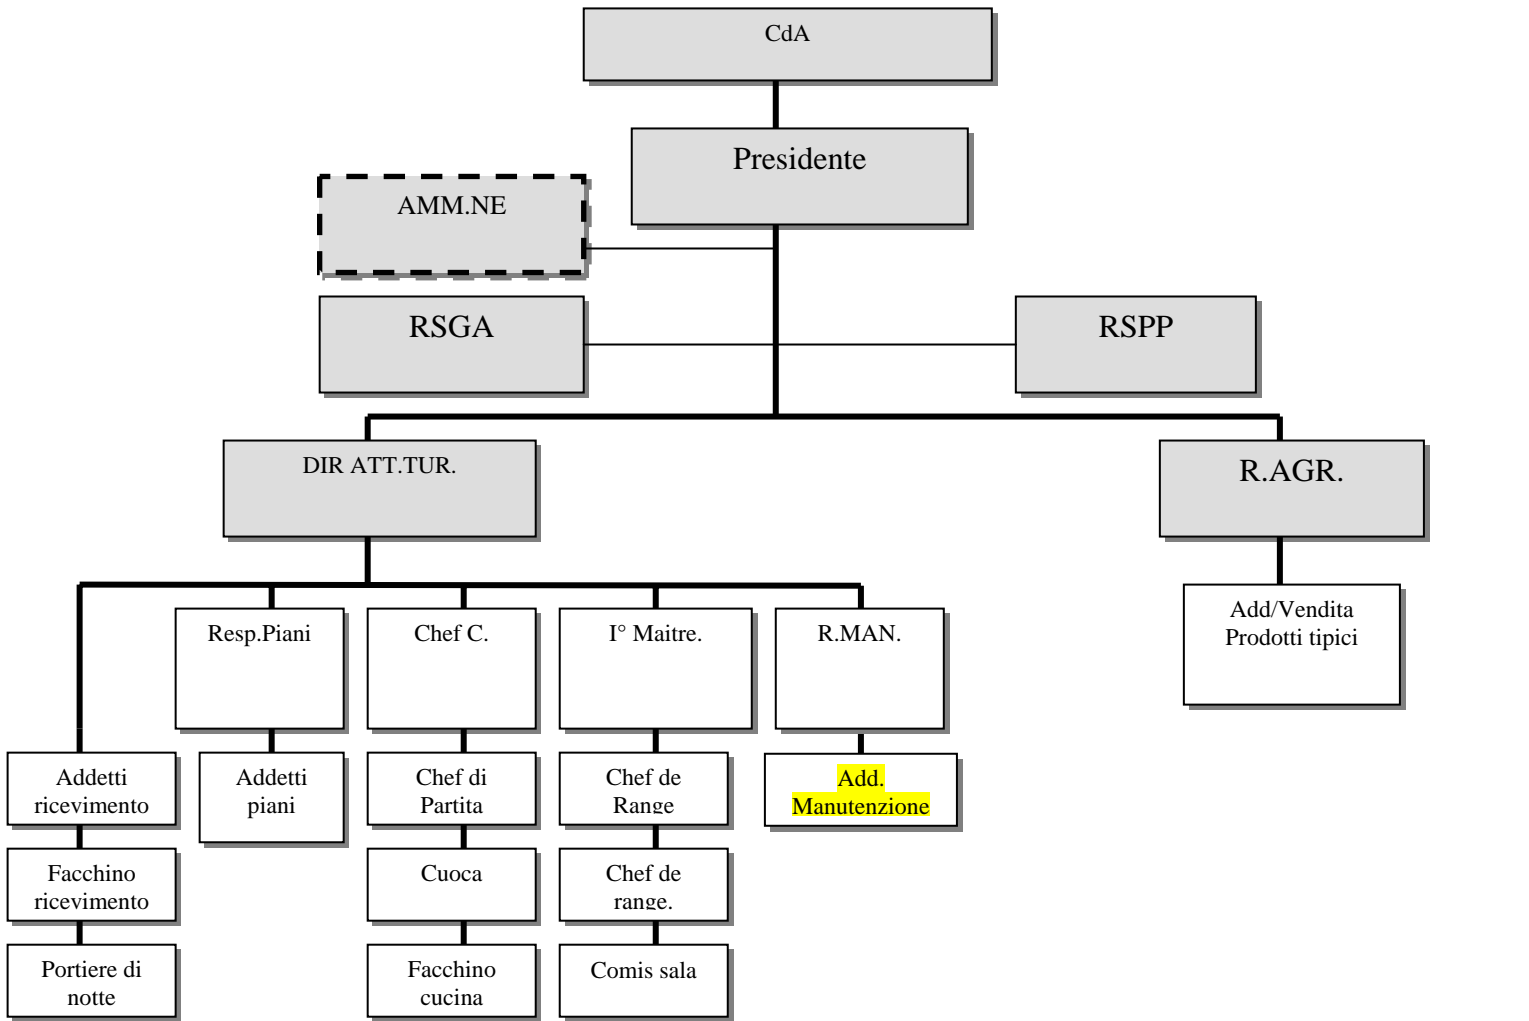 CdA
Presidente
AMM.NE
RSGA
RSPP
DIR ATT.TUR.
R.AGR.
Resp.Piani
Chef C.
I° Maitre.
R.MAN.
Add/Vendita
Prodotti tipici
Addetti
ricevimento
Addetti
piani
Chef di
Partita
Chef de
Range
Add.
Manutenzione
Facchino
ricevimento
Cuoca
Chef de
range.
Portiere di
notte
Facchino
cucina
Comis sala